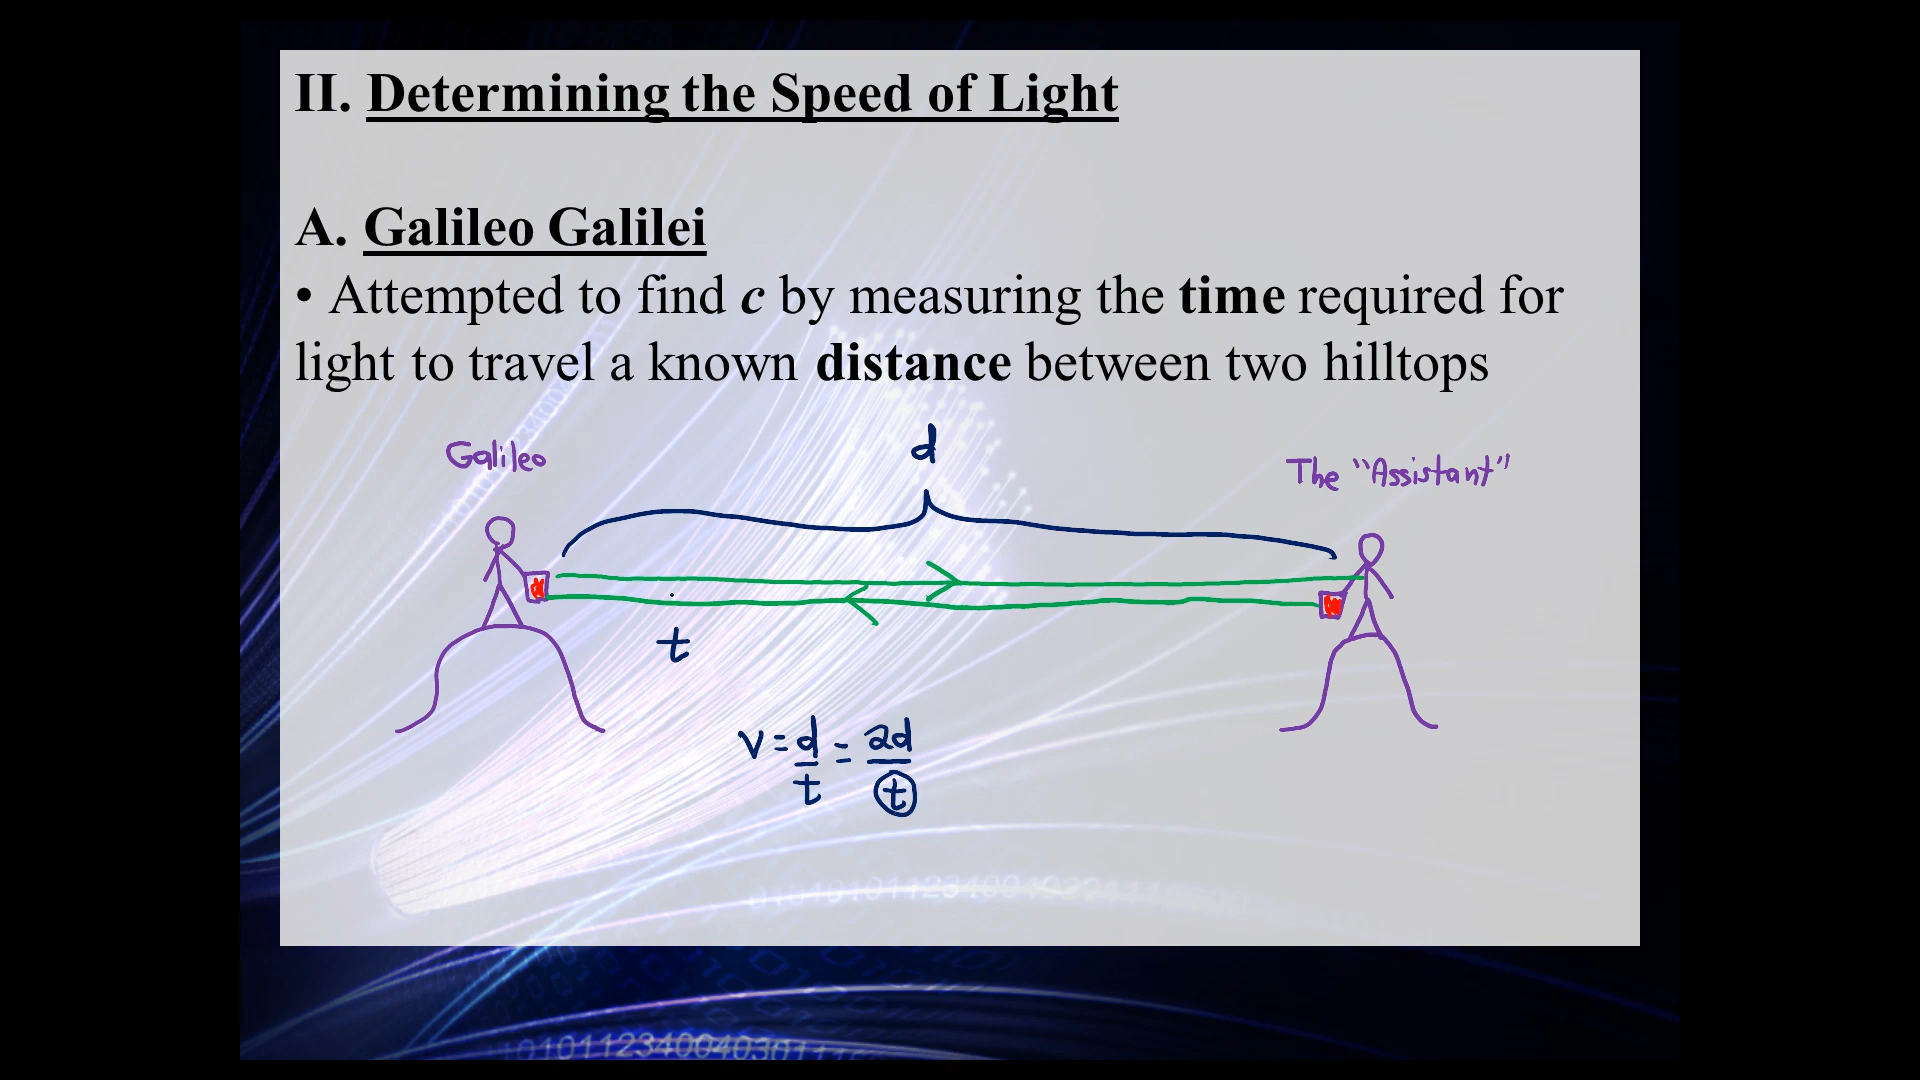 II. Determining the Speed of Light
A. Galileo Galilei
• Attempted to find c by measuring the time required for
light to travel a known distance between two hilltops
Galileo
d
The "Assistant"
t
v = d/t = 2d/t